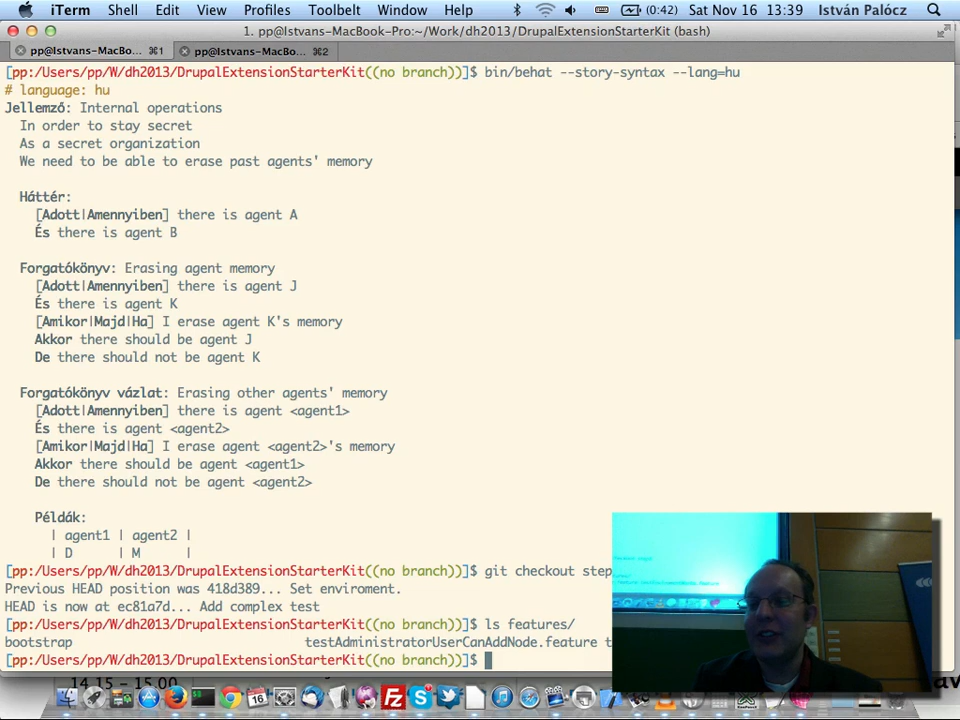 iTerm Shell Edit View Profiles Toolbelt Window Help (0:42) Sat Nov 16 13:39 István Palócz
1. pp@Istvans-MacBook-Pro:~/Work/dh2013/DrupalExtensionStarterKit (bash)
pp@Istvans-MacBo... ⌘1 pp@Istvans-MacBo... ⌘2
[pp:/Users/pp/W/dh2013/DrupalExtensionStarterKit((no branch))]$ bin/behat --story-syntax --lang=hu
# language: hu
Jellemző: Internal operations
In order to stay secret
As a secret organization
We need to be able to erase past agents' memory
Háttér:
[Adott|Amennyiben] there is agent A
És there is agent B
Forgatókönyv: Erasing agent memory
[Adott|Amennyiben] there is agent J
És there is agent K
[Amikor|Majd|Ha] I erase agent K's memory
Akkor there should be agent J
De there should not be agent K
Forgatókönyv vázlat: Erasing other agents' memory
[Adott|Amennyiben] there is agent <agent1>
És there is agent <agent2>
[Amikor|Majd|Ha] I erase agent <agent2>'s memory
Akkor there should be agent <agent1>
De there should not be agent <agent2>
Példák:
| agent1 | agent2 |
| D | M |
[pp:/Users/pp/W/dh2013/DrupalExtensionStarterKit((no branch))]$ git checkout step
Previous HEAD position was 418d389... Set enviroment.
HEAD is now at ec81a7d... Add complex test
[pp:/Users/pp/W/dh2013/DrupalExtensionStarterKit((no branch))]$ ls features/
bootstrap testAdministratorUserCanAddNode.feature t
[pp:/Users/pp/W/dh2013/DrupalExtensionStarterKit((no branch))]$
14.15 – 15.00